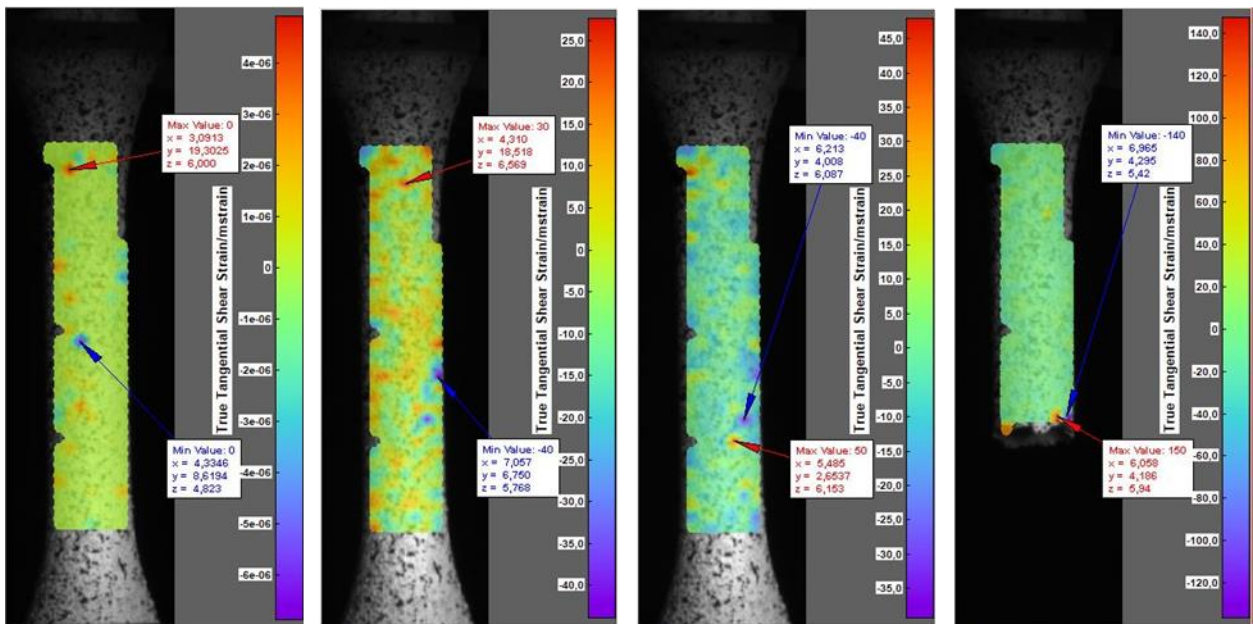 4e-06
3e-06
2e-06
1e-06
0
-1e-06
-2e-06
-3e-06
-4e-06
-5e-06
-6e-06
True Tangential Shear Strain/mstrain
Max Value: 0
x = 3,0913
y = 19,3025
z = 6,000
Min Value: 0
x = 4,3346
y = 8,6194
z = 4,823
25,0
20,0
15,0
10,0
5,0
0
-5,0
-10,0
-15,0
-20,0
-25,0
-30,0
-35,0
-40,0
True Tangential Shear Strain/mstrain
Max Value: 30
x = 4,310
y = 18,518
z = 6,569
Min Value: -40
x = 7,057
y = 6,750
z = 5,768
45,0
40,0
35,0
30,0
25,0
20,0
15,0
10,0
5,0
0
-5,0
-10,0
-15,0
-20,0
-25,0
-30,0
-35,0
True Tangential Shear Strain/mstrain
Min Value: -40
x = 6,213
y = 4,008
z = 6,087
Max Value: 50
x = 5,485
y = 2,6537
z = 6,153
140,0
120,0
100,0
80,0
60,0
40,0
20,0
0
-20,0
-40,0
-60,0
-80,0
-100,0
-120,0
True Tangential Shear Strain/mstrain
Min Value: -140
x = 6,965
y = 4,295
z = 5,42
Max Value: 150
x = 6,058
y = 4,186
z = 5,94